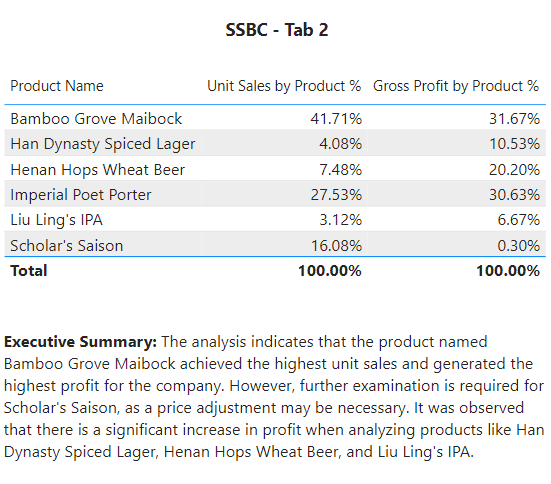 SSBC - Tab 2
Product Name Unit Sales by Product % Gross Profit by Product %
Bamboo Grove Maibock 41.71% 31.67%
Han Dynasty Spiced Lager 4.08% 10.53%
Henan Hops Wheat Beer 7.48% 20.20%
Imperial Poet Porter 27.53% 30.63%
Liu Ling's IPA 3.12% 6.67%
Scholar's Saison 16.08% 0.30%
Total 100.00% 100.00%
Executive Summary: The analysis indicates that the product named
Bamboo Grove Maibock achieved the highest unit sales and generated the
highest profit for the company. However, further examination is required for
Scholar's Saison, as a price adjustment may be necessary. It was observed
that there is a significant increase in profit when analyzing products like Han
Dynasty Spiced Lager, Henan Hops Wheat Beer, and Liu Ling's IPA.